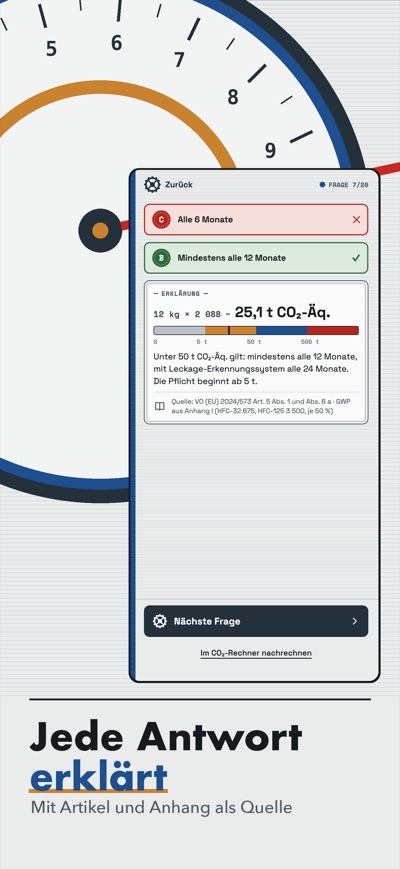 5
6
7
8
9
Zurück
FRAGE 7/20
C Alle 6 Monate
B Mindestens alle 12 Monate
— ERKLÄRUNG —
12 kg × 2 088 = 25,1 t CO₂-Äq.
0 5 t 50 t 500 t
Unter 50 t CO₂-Äq. gilt: mindestens alle 12 Monate,
mit Leckage-Erkennungssystem alle 24 Monate.
Die Pflicht beginnt ab 5 t.
Quelle: VO (EU) 2024/573 Art. 5 Abs. 1 und Abs. 6 a · GWP
aus Anhang I (HFC-32 675, HFC-125 3 500, je 50 %)
Nächste Frage
Im CO₂-Rechner nachrechnen
Jede Antwort
erklärt
Mit Artikel und Anhang als Quelle